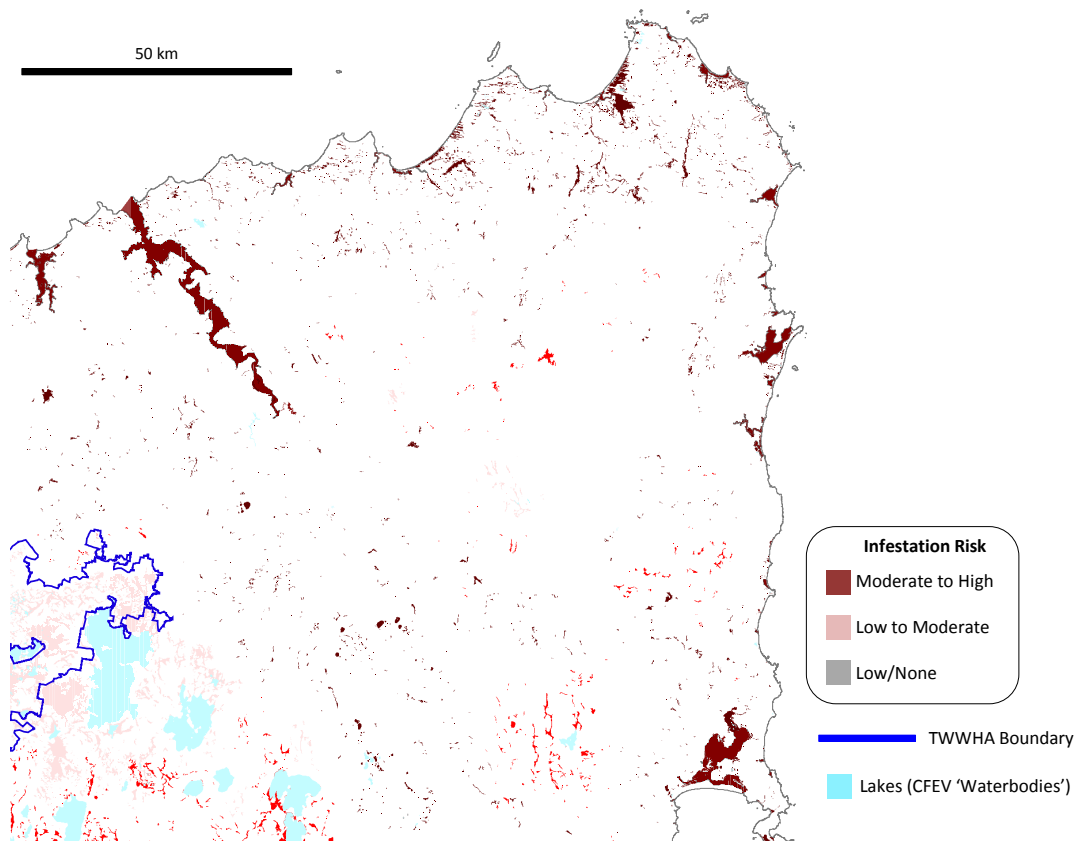 50 km
Infestation Risk
Moderate to High
Low to Moderate
Low/None
TWWHA Boundary
Lakes (CFEV ‘Waterbodies’)